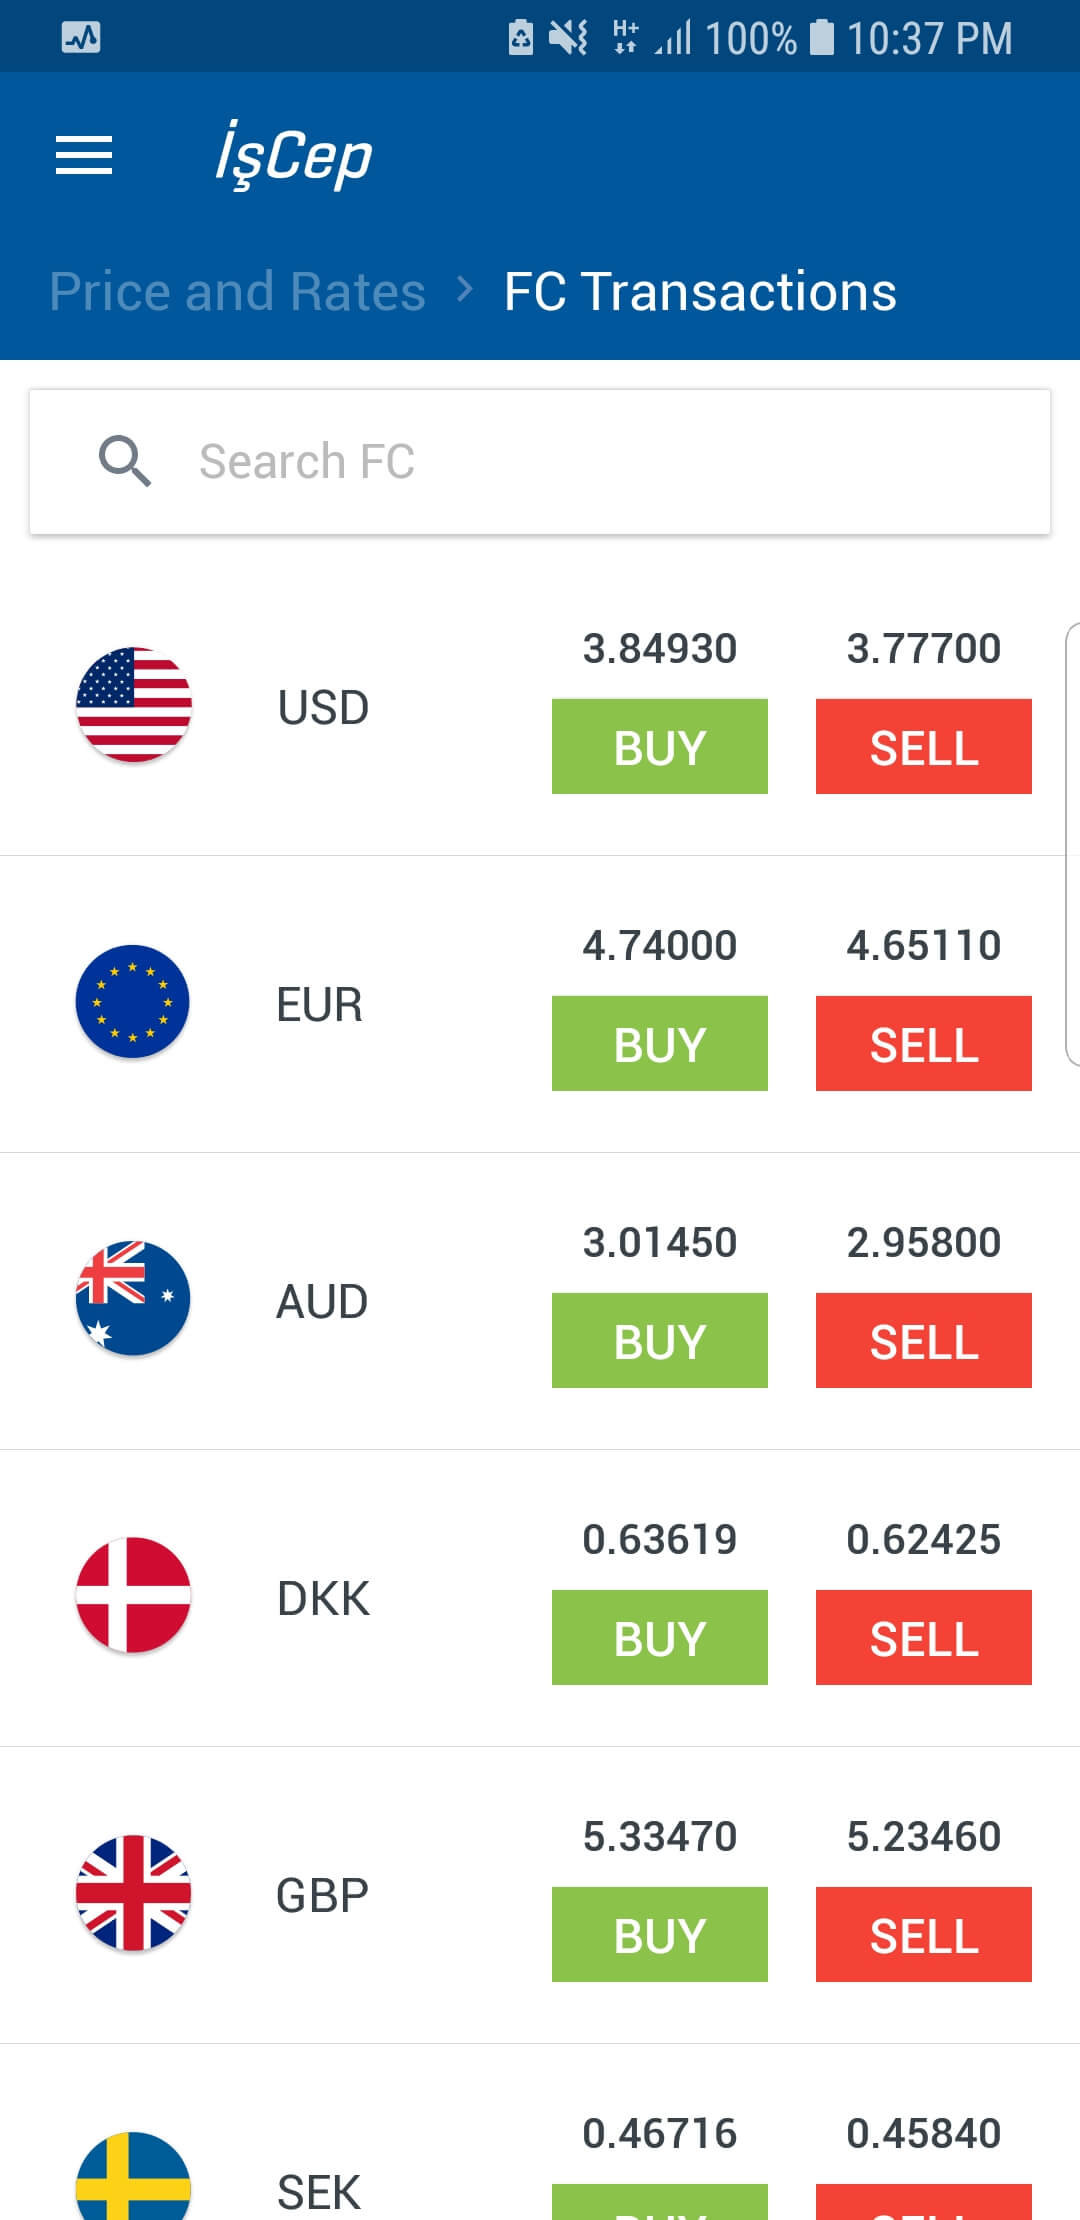 H+ 100% 10:37 PM
İşCep
Price and Rates > FC Transactions
Search FC
3.84930 3.77700
USD BUY SELL
4.74000 4.65110
EUR BUY SELL
3.01450 2.95800
AUD BUY SELL
0.63619 0.62425
DKK BUY SELL
5.33470 5.23460
GBP BUY SELL
0.46716 0.45840
SEK BUY SELL